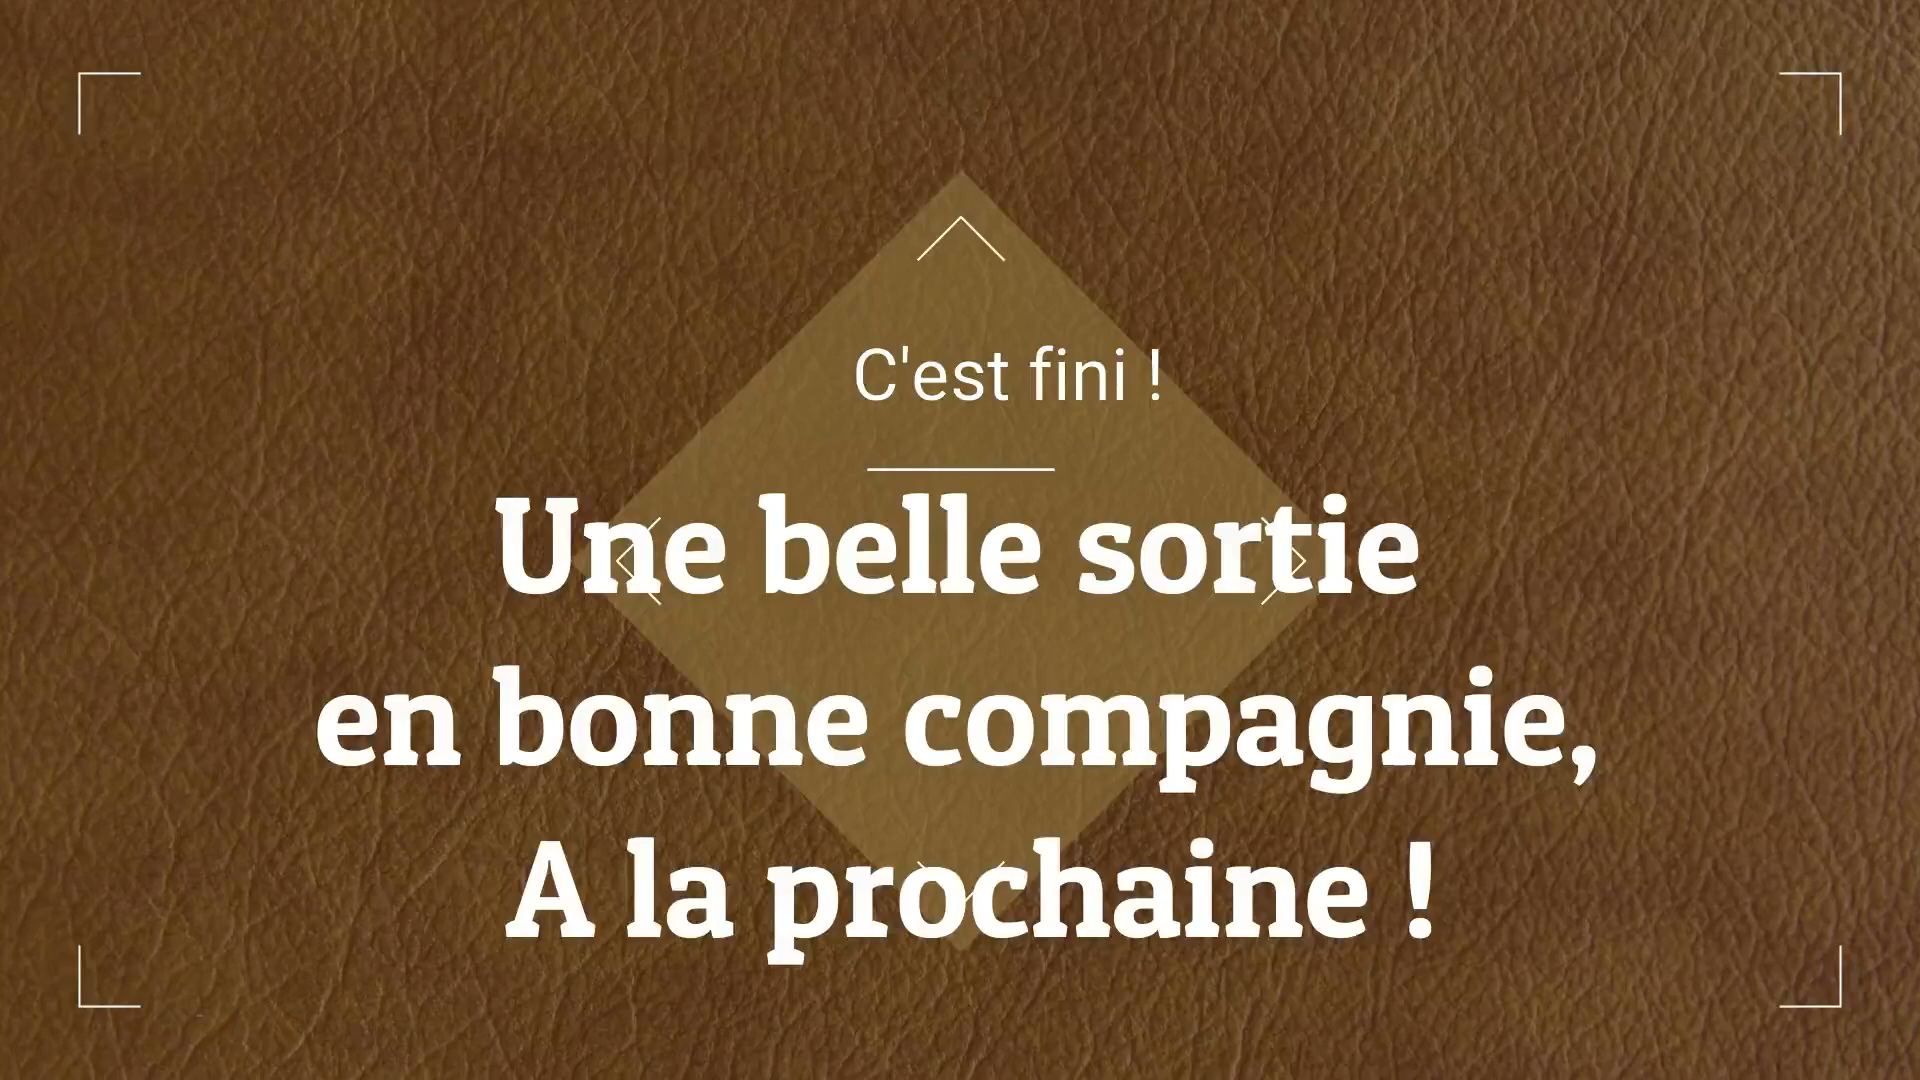 C'est fini !
Une belle sortie
en bonne compagnie,
A la prochaine !